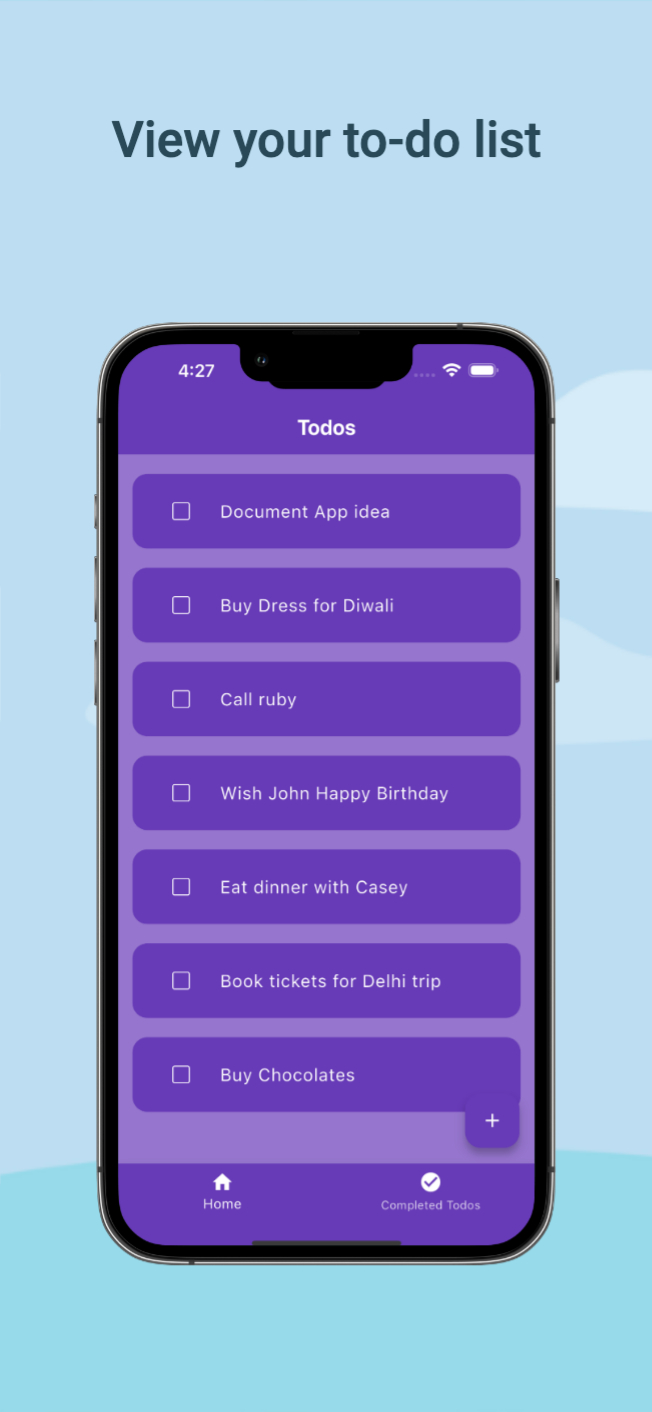 View your to-do list
4:27
Todos
Document App idea
Buy Dress for Diwali
Call ruby
Wish John Happy Birthday
Eat dinner with Casey
Book tickets for Delhi trip
Buy Chocolates
+
Home
Completed Todos